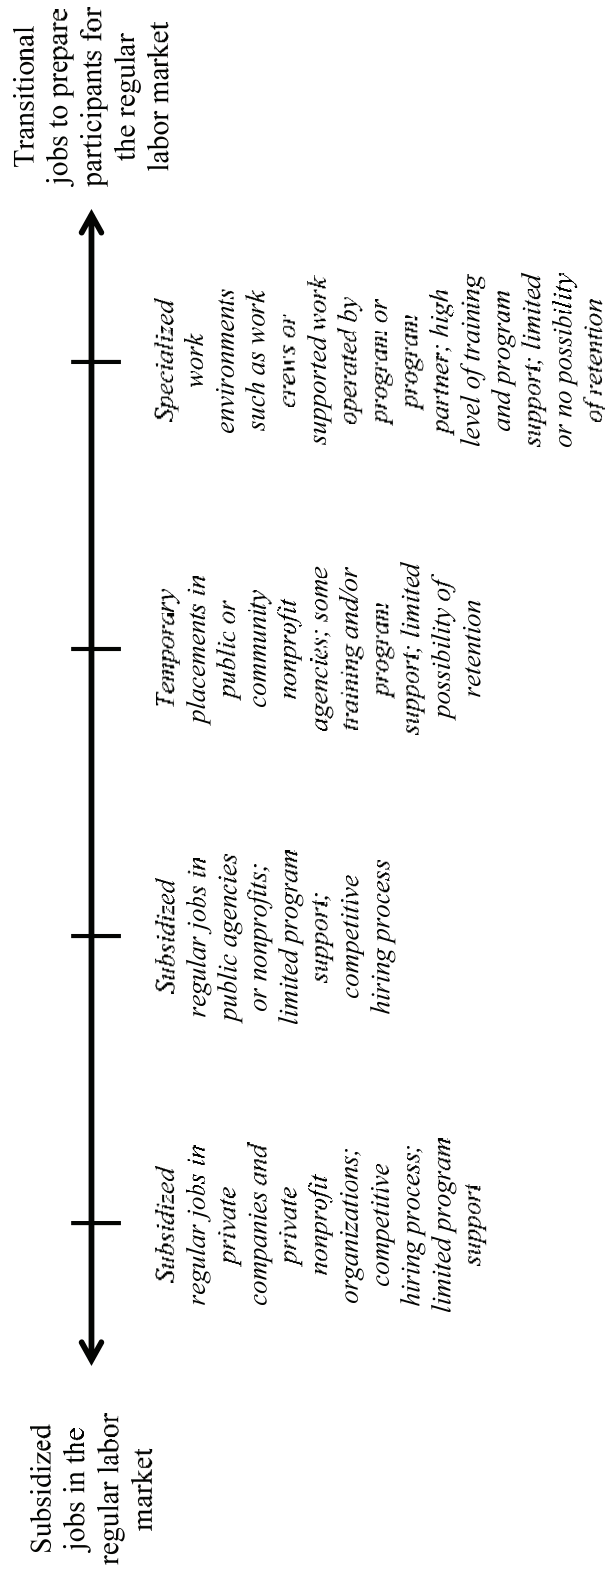 Subsidized
jobs in the
regular labor
market
Transitional
jobs to prepare
participants for
the regular
labor market
Subsidized
regular jobs in
private
companies and
private
nonprofit
organizations;
competitive
hiring process;
limited program
support
Subsidized
regular jobs in
public agencies
or nonprofits;
limited program
support;
competitive
hiring process
Temporary
placements in
public or
community
nonprofit
agencies; some
training and/or
program
support; limited
possibility of
retention
Specialized
work
environments
such as work
crews or
supported work
operated by
program or
program
partner; high
level of training
and program
support; limited
or no possibility
of retention